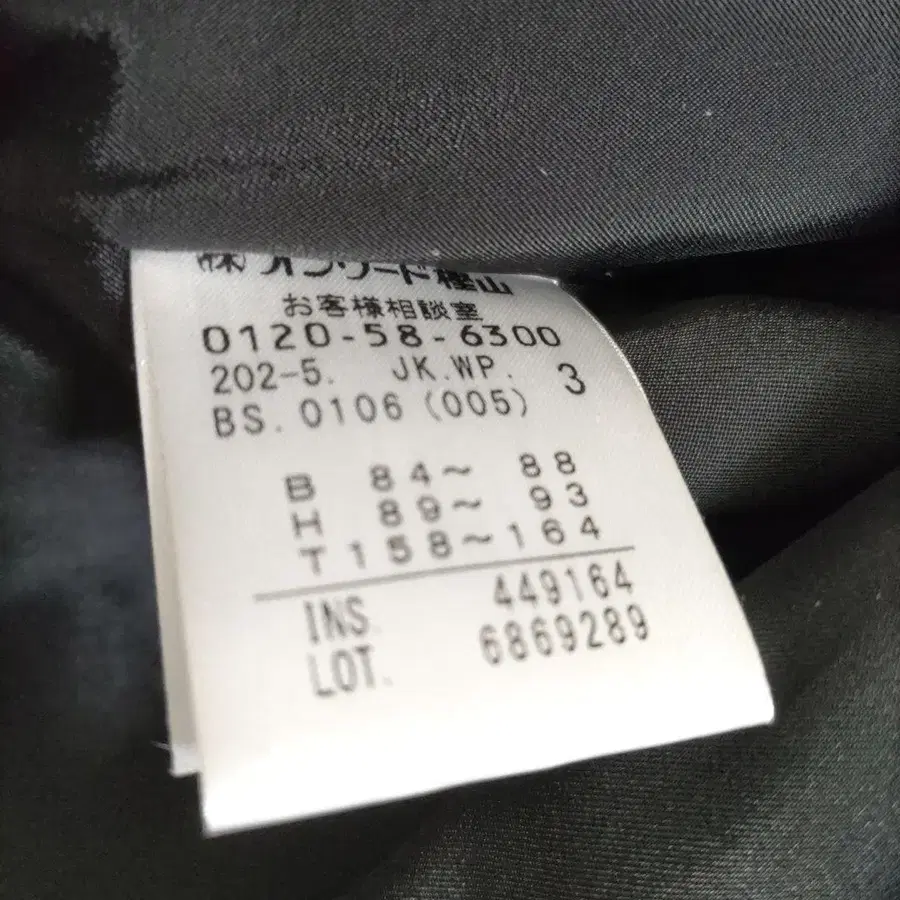 ㈱オンワード樫山
お客様相談室
0120-58-6300
202-5. JK.WP. 3
BS.0106(005)
B 84~ 88
H 89~ 93
T158~164
INS. 449164
LOT. 6869289